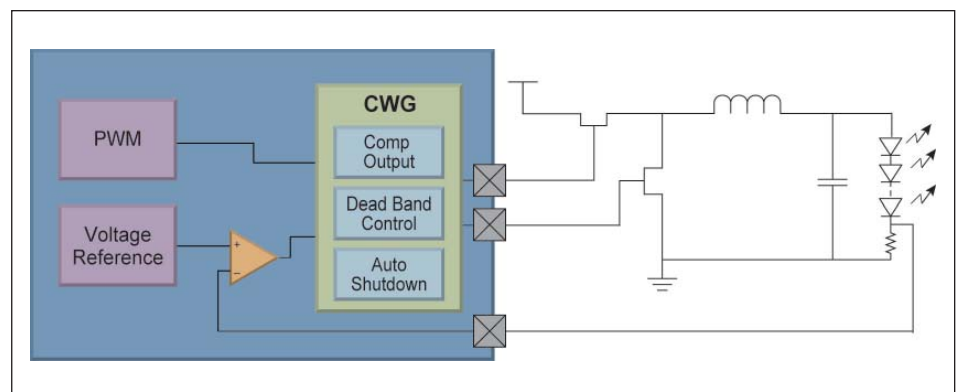 PWM
Voltage
Reference
+
−
CWG
Comp
Output
Dead Band
Control
Auto
Shutdown